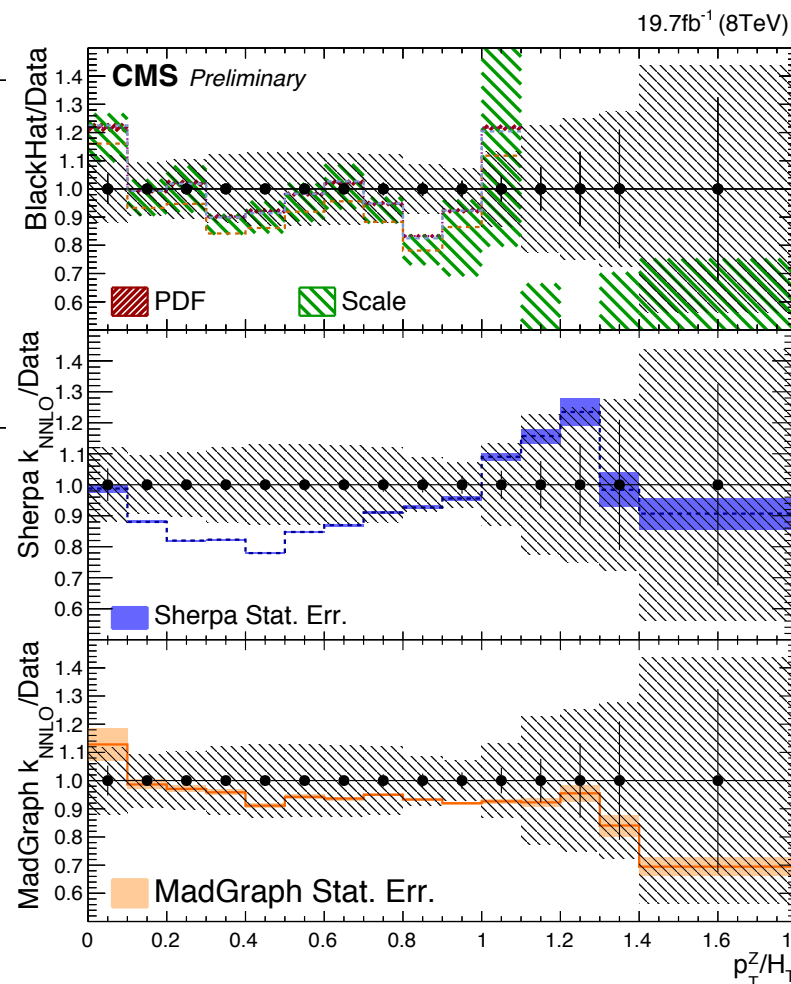 19.7fb⁻¹ (8TeV)
CMS Preliminary
BlackHat/Data
1.4
1.3
1.2
1.1
1.0
0.9
0.8
0.7
0.6
PDF
Scale
Sherpa k_NNLO/Data
1.4
1.3
1.2
1.1
1.0
0.9
0.8
0.7
0.6
Sherpa Stat. Err.
MadGraph k_NNLO/Data
1.4
1.3
1.2
1.1
1.0
0.9
0.8
0.7
0.6
MadGraph Stat. Err.
0 0.2 0.4 0.6 0.8 1 1.2 1.4 1.6
p_T^Z/H_T